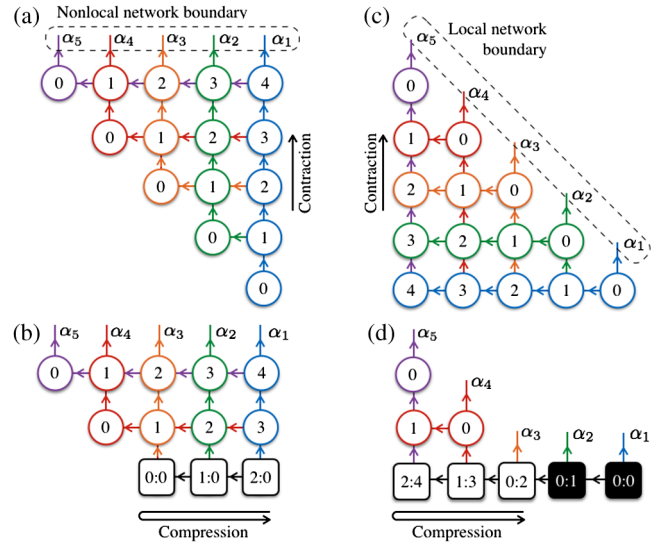 (a)
Nonlocal network boundary
α5 α4 α3 α2 α1
0 1 2 3 4
0 1 2 3
0 1 2
0 1
0
Contraction
(b)
α5 α4 α3 α2 α1
0 1 2 3 4
0 1 2 3
0:0 1:0 2:0
Compression
(c)
Local network
boundary
α5
0
α4
1 0
α3
2 1 0
α2
3 2 1 0
α1
4 3 2 1 0
Contraction
(d)
α5
0
α4
1 0
α3 α2 α1
2:4 1:3 0:2 0:1 0:0
Compression